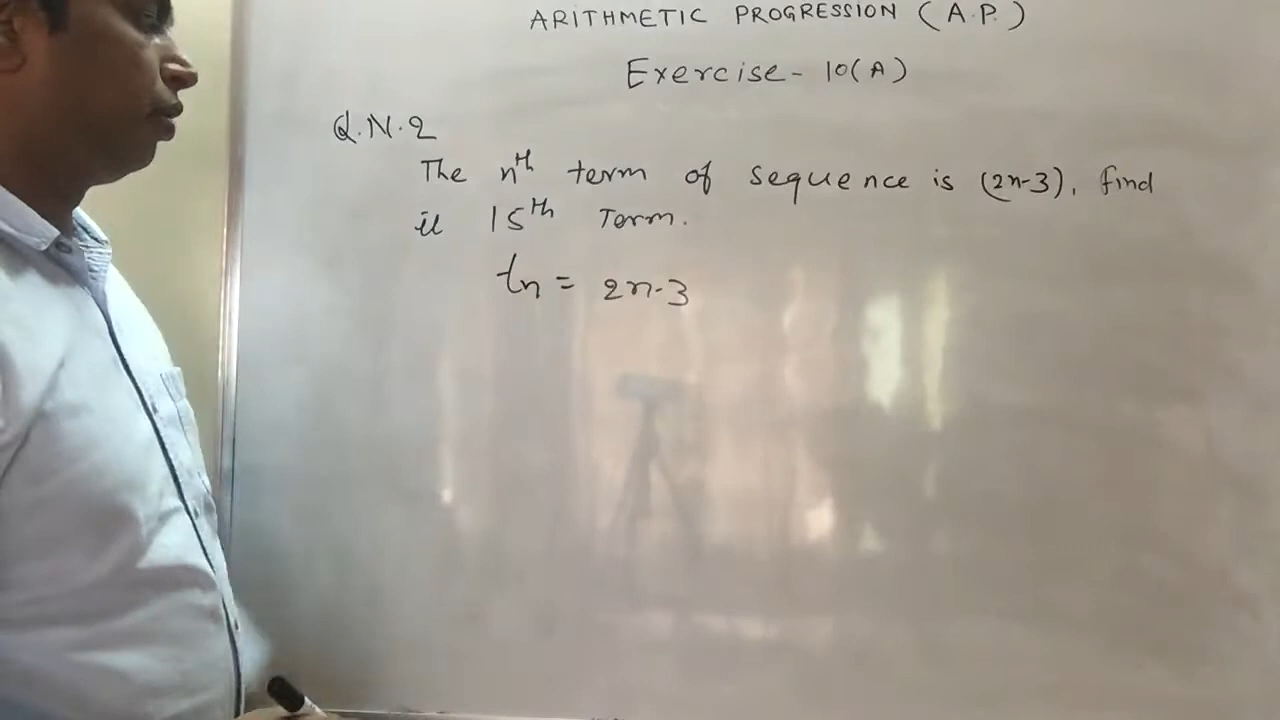 ARITHMETIC PROGRESSION (A.P.)
Exercise - 10(A)
Q.N.2
The nth term of sequence is (2n-3), find
15th Term.
tn = 2n-3